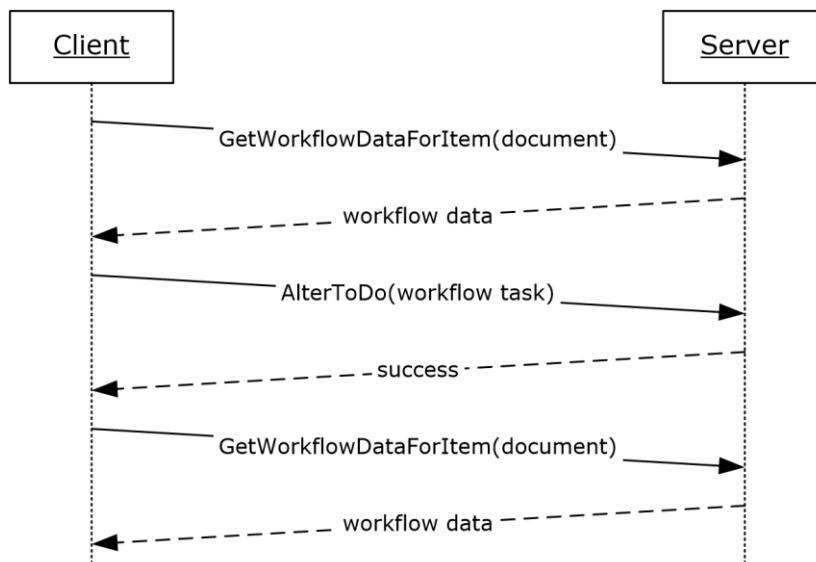 Client
Server
GetWorkflowDataForItem(document)
workflow data
AlterToDo(workflow task)
success
GetWorkflowDataForItem(document)
workflow data